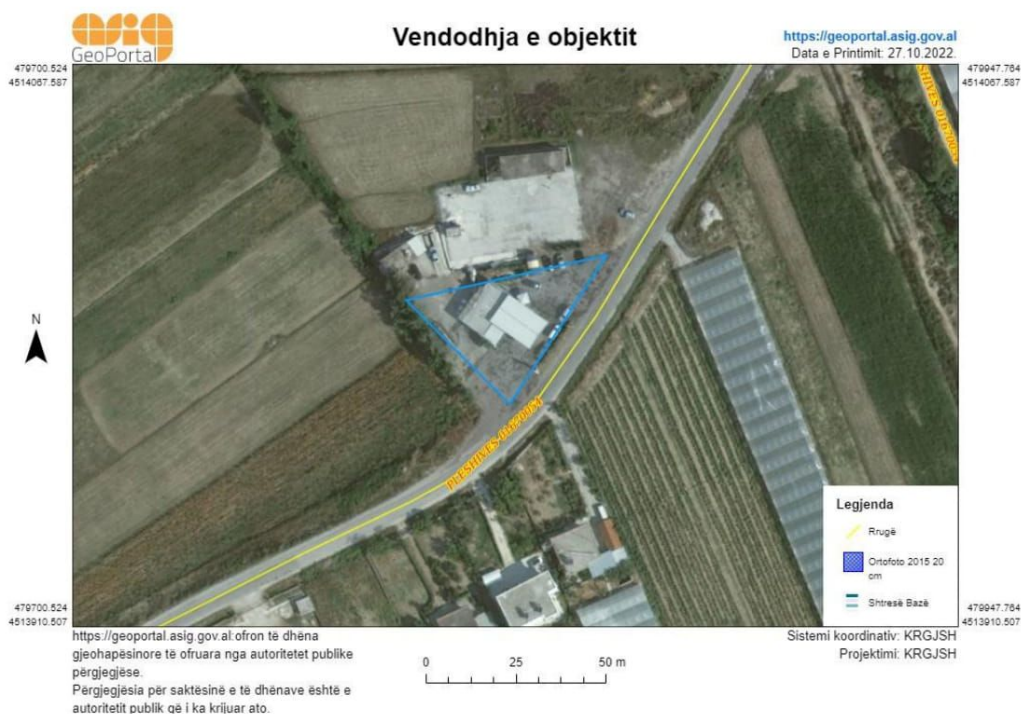 asig
GeoPortal
Vendodhja e objektit
https://geoportal.asig.gov.al
Data e Printimit: 27.10.2022.
479700.524
4514067.587
479947.764
4514067.587
N
Legjenda
Rrugë
Ortofoto 2015 20
cm
Shtresë Bazë
479700.524
4513910.507
479947.764
4513910.507
https://geoportal.asig.gov.al:ofron të dhëna
gjeohapësinore të ofruara nga autoritetet publike
përgjegjëse.
Përgjegjësia për saktësinë e të dhënave është e
autoritetit publik që i ka krijuar ato.
0 25 50 m
Sistemi koordinativ: KRGJSH
Projektimi: KRGJSH